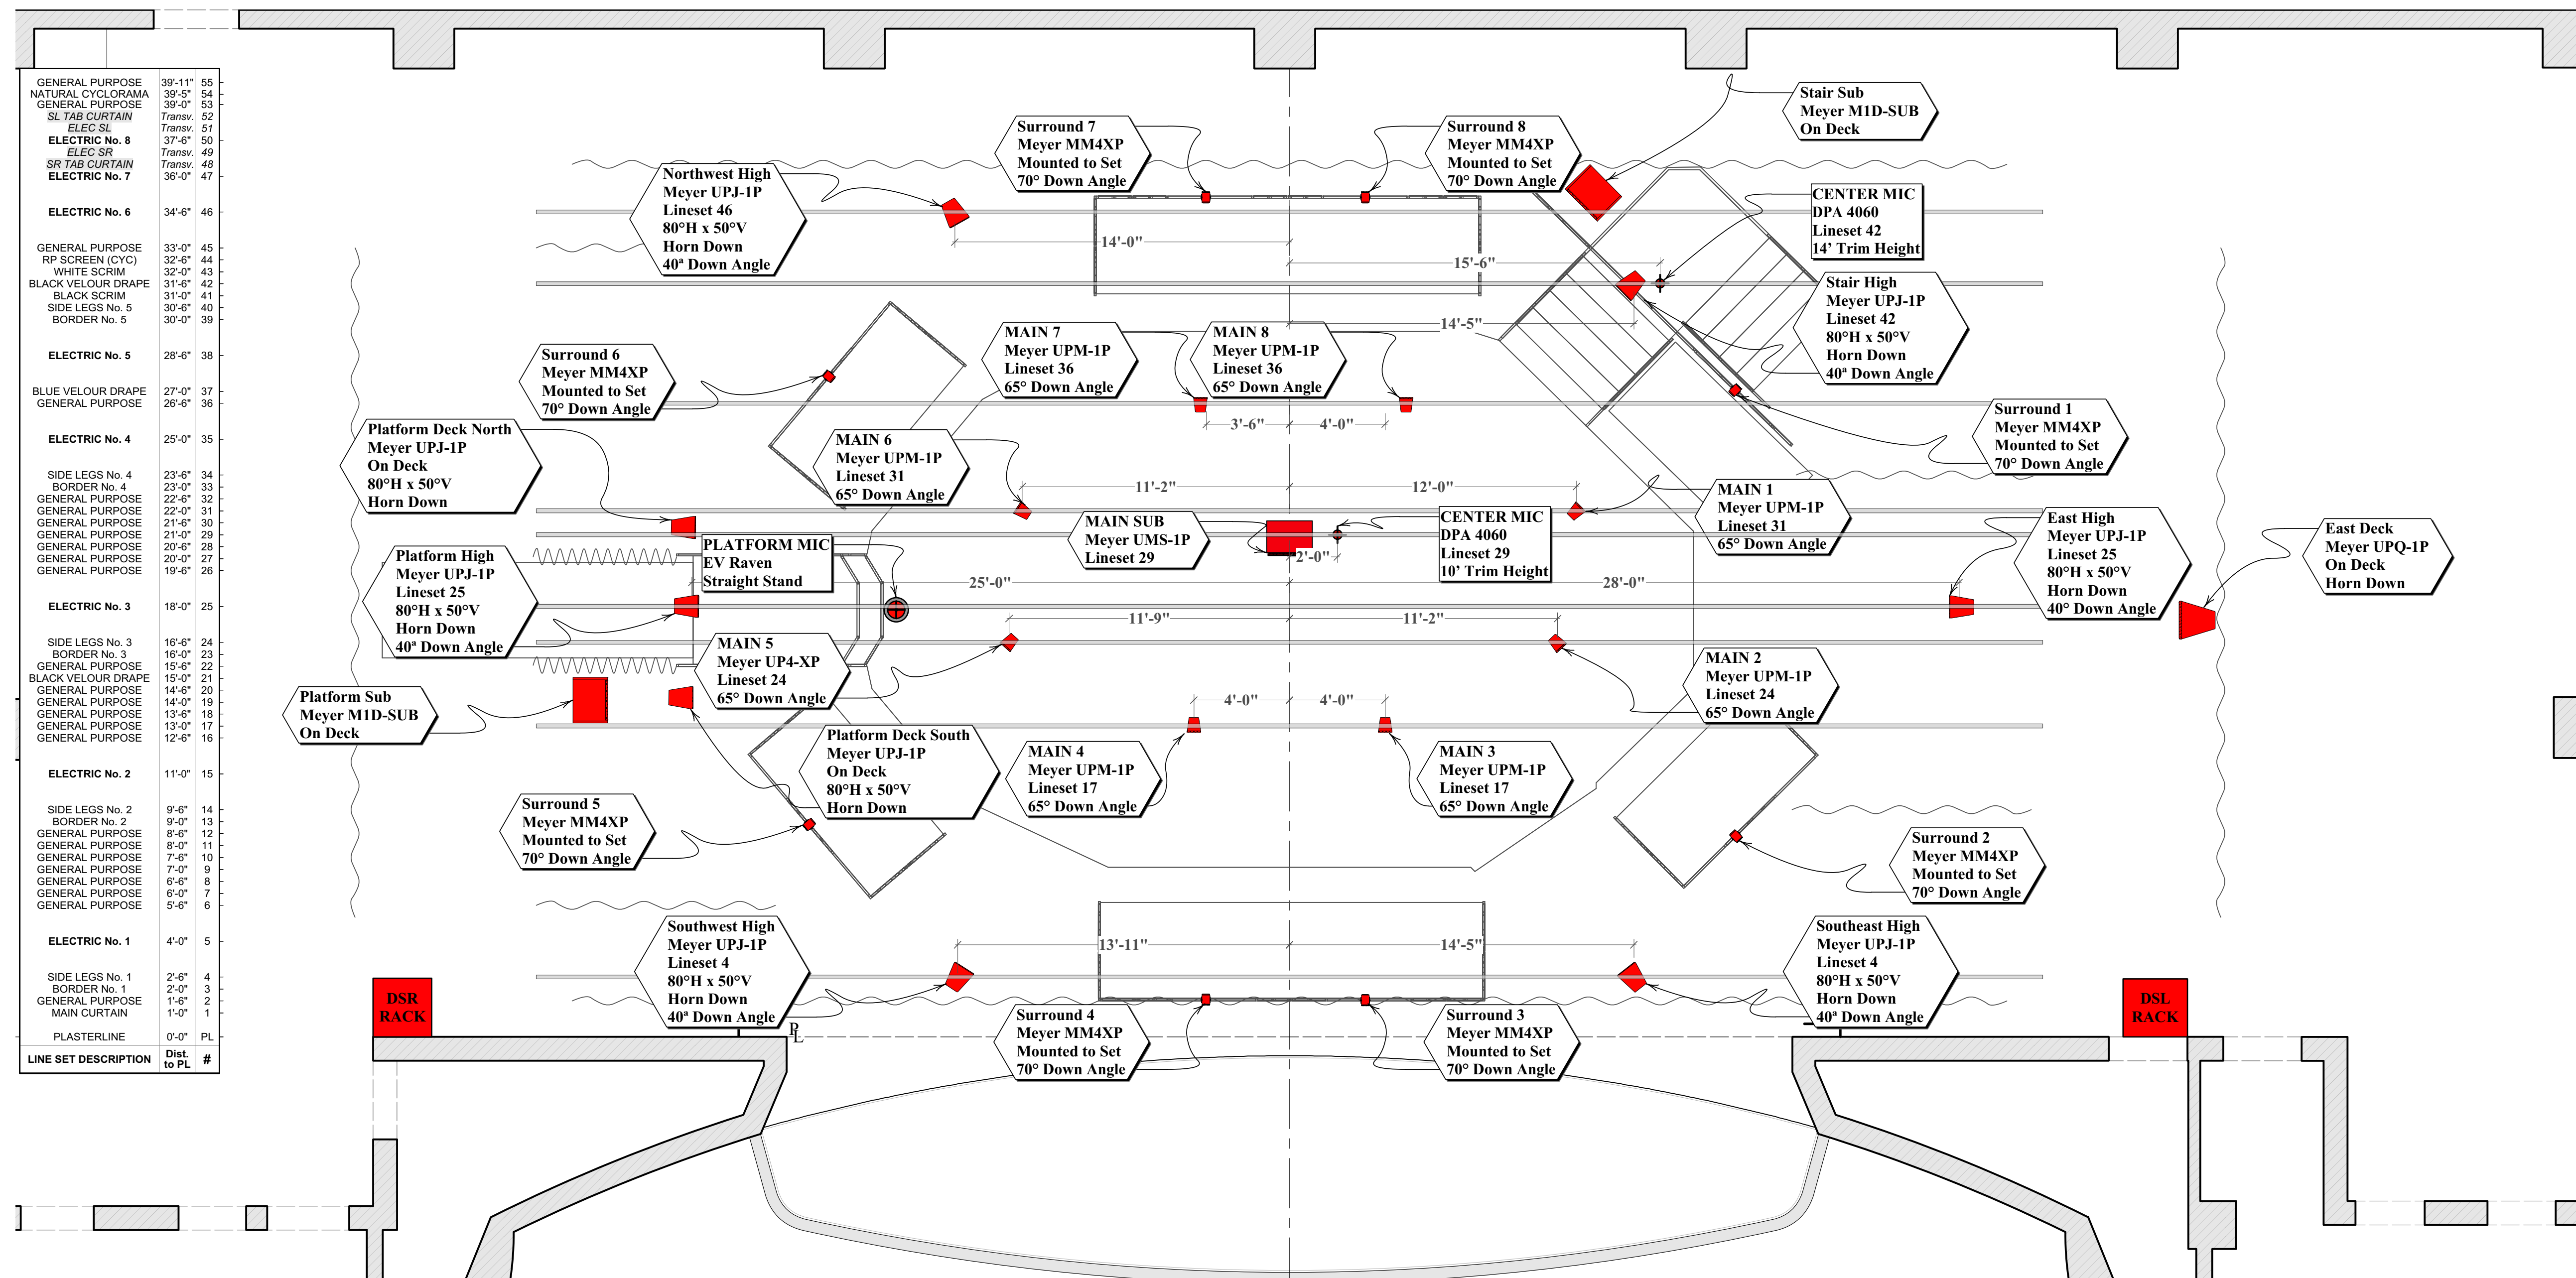 GENERAL PURPOSE 39'-11" 55
NATURAL CYCLORAMA 39'-5" 54
GENERAL PURPOSE 39'-0" 53
SL TAB CURTAIN Transv. 52
ELEC SL Transv. 51
ELECTRIC No. 8 37'-6" 50
ELEC SR Transv. 49
SR TAB CURTAIN Transv. 48
ELECTRIC No. 7 36'-0" 47
ELECTRIC No. 6 34'-6" 46
GENERAL PURPOSE 33'-0" 45
RP SCREEN (CYC) 32'-6" 44
WHITE SCRIM 32'-0" 43
BLACK VELOUR DRAPE 31'-6" 42
BLACK SCRIM 31'-0" 41
SIDE LEGS No. 5 30'-6" 40
BORDER No. 5 30'-0" 39
ELECTRIC No. 5 28'-6" 38
BLUE VELOUR DRAPE 27'-0" 37
GENERAL PURPOSE 26'-6" 36
ELECTRIC No. 4 25'-0" 35
SIDE LEGS No. 4 23'-6" 34
BORDER No. 4 23'-0" 33
GENERAL PURPOSE 22'-6" 32
GENERAL PURPOSE 22'-0" 31
GENERAL PURPOSE 21'-6" 30
GENERAL PURPOSE 21'-0" 29
GENERAL PURPOSE 20'-6" 28
GENERAL PURPOSE 20'-0" 27
GENERAL PURPOSE 19'-6" 26
ELECTRIC No. 3 18'-0" 25
SIDE LEGS No. 3 16'-6" 24
BORDER No. 3 16'-0" 23
GENERAL PURPOSE 15'-6" 22
BLACK VELOUR DRAPE 15'-0" 21
GENERAL PURPOSE 14'-6" 20
GENERAL PURPOSE 14'-0" 19
GENERAL PURPOSE 13'-6" 18
GENERAL PURPOSE 13'-0" 17
GENERAL PURPOSE 12'-6" 16
ELECTRIC No. 2 11'-0" 15
SIDE LEGS No. 2 9'-6" 14
BORDER No. 2 9'-0" 13
GENERAL PURPOSE 8'-6" 12
GENERAL PURPOSE 8'-0" 11
GENERAL PURPOSE 7'-6" 10
GENERAL PURPOSE 7'-0" 9
GENERAL PURPOSE 6'-6" 8
GENERAL PURPOSE 6'-0" 7
GENERAL PURPOSE 5'-6" 6
ELECTRIC No. 1 4'-0" 5
SIDE LEGS No. 1 2'-6" 4
BORDER No. 1 2'-0" 3
GENERAL PURPOSE 1'-6" 2
MAIN CURTAIN 1'-0" 1
PLASTERLINE 0'-0" PL
LINE SET DESCRIPTION Dist. to PL #
Stair Sub
Meyer M1D-SUB
On Deck
Surround 7
Meyer MM4XP
Mounted to Set
70° Down Angle
Surround 8
Meyer MM4XP
Mounted to Set
70° Down Angle
Northwest High
Meyer UPJ-1P
Lineset 46
80°H x 50°V
Horn Down
40ª Down Angle
CENTER MIC
DPA 4060
Lineset 42
14’ Trim Height
14'-0"
15'-6"
Stair High
Meyer UPJ-1P
Lineset 42
80°H x 50°V
Horn Down
40ª Down Angle
14'-5"
MAIN 7
Meyer UPM-1P
Lineset 36
65° Down Angle
MAIN 8
Meyer UPM-1P
Lineset 36
65° Down Angle
Surround 6
Meyer MM4XP
Mounted to Set
70° Down Angle
Surround 1
Meyer MM4XP
Mounted to Set
70° Down Angle
3'-6"
4'-0"
Platform Deck North
Meyer UPJ-1P
On Deck
80°H x 50°V
Horn Down
MAIN 6
Meyer UPM-1P
Lineset 31
65° Down Angle
11'-2"
12'-0"
MAIN 1
Meyer UPM-1P
Lineset 31
65° Down Angle
MAIN SUB
Meyer UMS-1P
Lineset 29
2'-0"
CENTER MIC
DPA 4060
Lineset 29
10’ Trim Height
East High
Meyer UPJ-1P
Lineset 25
80°H x 50°V
Horn Down
40° Down Angle
East Deck
Meyer UPQ-1P
On Deck
Horn Down
PLATFORM MIC
EV Raven
Straight Stand
Platform High
Meyer UPJ-1P
Lineset 25
80°H x 50°V
Horn Down
40ª Down Angle
25'-0"
28'-0"
11'-9"
11'-2"
MAIN 5
Meyer UP4-XP
Lineset 24
65° Down Angle
MAIN 2
Meyer UPM-1P
Lineset 24
65° Down Angle
Platform Sub
Meyer M1D-SUB
On Deck
4'-0"
4'-0"
Platform Deck South
Meyer UPJ-1P
On Deck
80°H x 50°V
Horn Down
MAIN 4
Meyer UPM-1P
Lineset 17
65° Down Angle
MAIN 3
Meyer UPM-1P
Lineset 17
65° Down Angle
Surround 5
Meyer MM4XP
Mounted to Set
70° Down Angle
Surround 2
Meyer MM4XP
Mounted to Set
70° Down Angle
Southwest High
Meyer UPJ-1P
Lineset 4
80°H x 50°V
Horn Down
40ª Down Angle
13'-11"
14'-5"
Southeast High
Meyer UPJ-1P
Lineset 4
80°H x 50°V
Horn Down
40ª Down Angle
DSR
RACK
DSL
RACK
PL
Surround 4
Meyer MM4XP
Mounted to Set
70° Down Angle
Surround 3
Meyer MM4XP
Mounted to Set
70° Down Angle